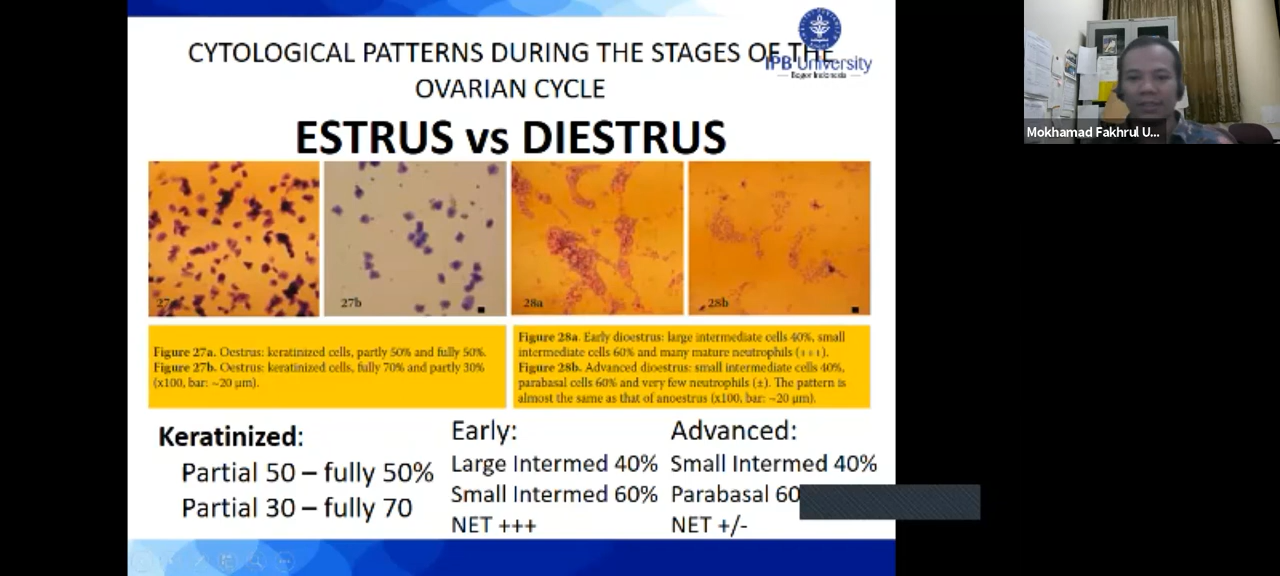 CYTOLOGICAL PATTERNS DURING THE STAGES OF THE
OVARIAN CYCLE
IPB University
Bogor Indonesia
Mokhamad Fakhrul U...
ESTRUS vs DIESTRUS
27a
27b
28a
28b
Figure 27a. Oestrus: keratinized cells, partly 50% and fully 50%.
Figure 27b. Oestrus: keratinized cells, fully 70% and partly 30%
(x100, bar: ~20 µm).
Figure 28a. Early dioestrus: large intermediate cells 40%, small
intermediate cells 60% and many mature neutrophils (+++).
Figure 28b. Advanced dioestrus: small intermediate cells 40%,
parabasal cells 60% and very few neutrophils (±). The pattern is
almost the same as that of anoestrus (x100, bar: ~20 µm).
Keratinized:
Partial 50 – fully 50%
Partial 30 – fully 70
Early:
Large Intermed 40%
Small Intermed 60%
NET +++
Advanced:
Small Intermed 40%
Parabasal 60
NET +/-